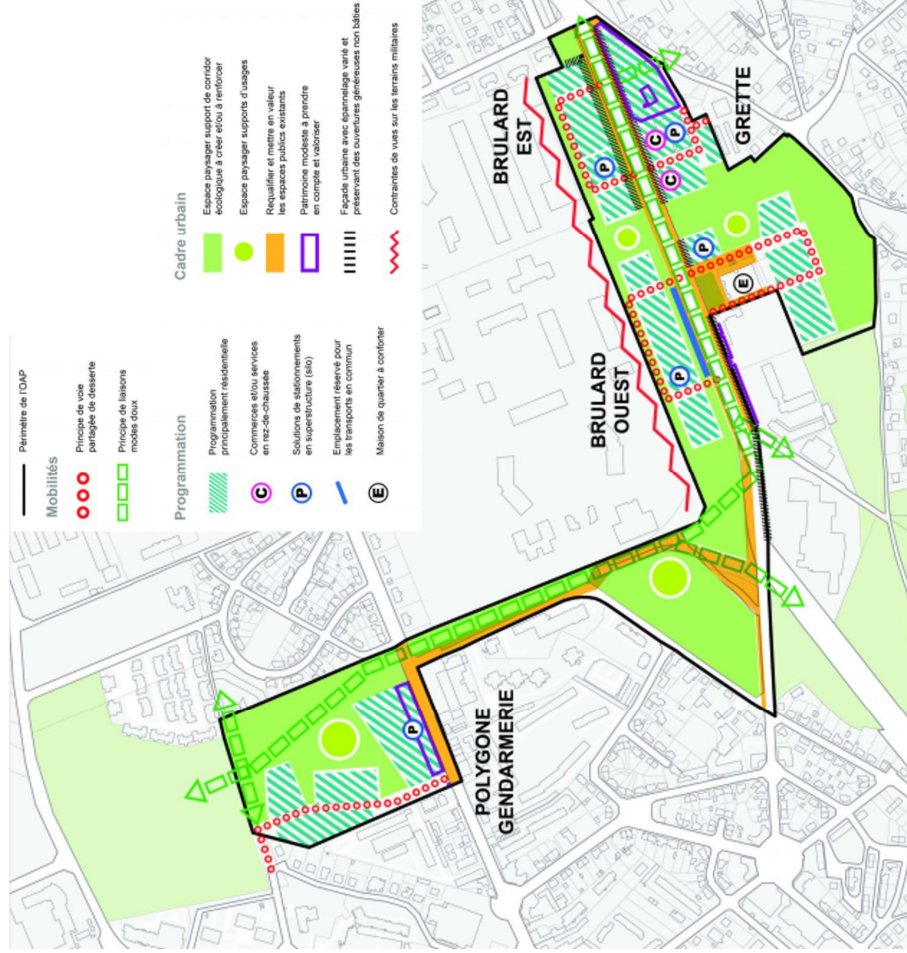 Périmètre de l'OAP
Mobilités
Principe de voie
partagée de desserte
Principe de liaisons
modes doux
Programmation
Programmation
principalement résidentielle
C
Commerces et/ou services
en rez-de-chaussée
P
Solutions de stationnements
en superstructure (silo)
Emplacement réservé pour
les transports en commun
E
Maison de quartier à conforter
Cadre urbain
Espace paysager support de corridor
écologique à créer et/ou à renforcer
Espace paysager supports d'usages
Requalifier et mettre en valeur
les espaces publics existants
Patrimoine modeste à prendre
en compte et valoriser
Façade urbaine avec épannelage varié et
préservant des ouvertures généreuses non bâties
Contraintes de vues sur les terrains militaires
POLYGONE
GENDARMERIE
P
BRULARD
OUEST
P
BRULARD
EST
P
GRETTE
C
C
P
P
E